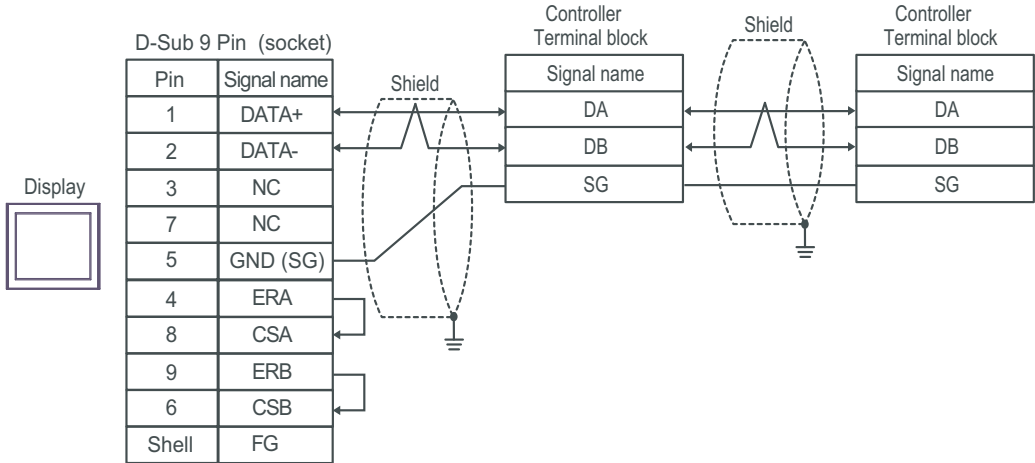 Display
D-Sub 9 Pin (socket)
Pin Signal name
1 DATA+
2 DATA-
3 NC
7 NC
5 GND (SG)
4 ERA
8 CSA
9 ERB
6 CSB
Shell FG
Shield
Controller
Terminal block
Signal name
DA
DB
SG
Shield
Controller
Terminal block
Signal name
DA
DB
SG